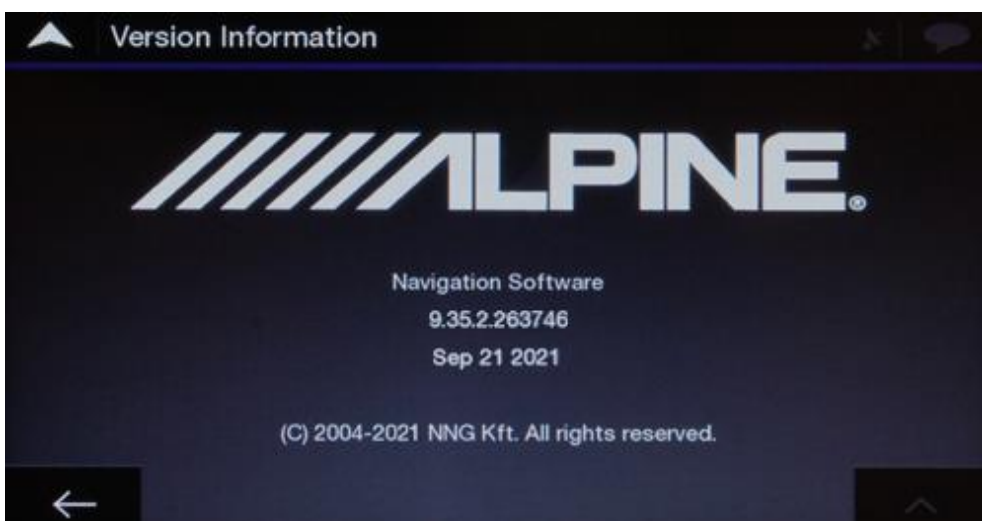 Version Information
ALPINE®
Navigation Software
9.35.2.263746
Sep 21 2021
(C) 2004-2021 NNG Kft. All rights reserved.